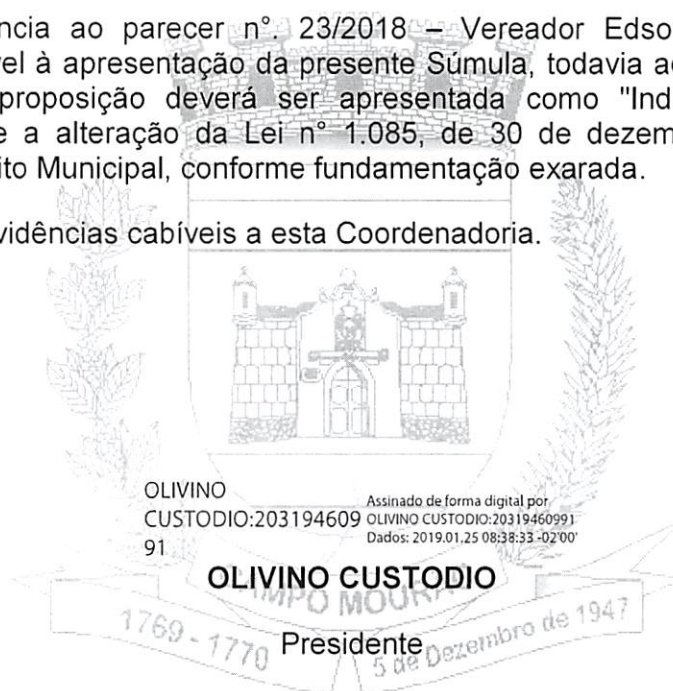 ncia ao parecer n°. 23/2018 – Vereador Edso
vel à apresentação da presente Súmula, todavia a
proposição deverá ser apresentada como "Ind
e a alteração da Lei n° 1.085, de 30 de dezem
ito Municipal, conforme fundamentação exarada.
vidências cabíveis a esta Coordenadoria.
OLIVINO
CUSTODIO:203194609
91
Assinado de forma digital por
OLIVINO CUSTODIO:20319460991
Dados: 2019.01.25 08:38:33 -02'00'
OLIVINO CUSTODIO
CAMPO MOURÃO
Presidente
1769 - 1770
5 de Dezembro de 1947